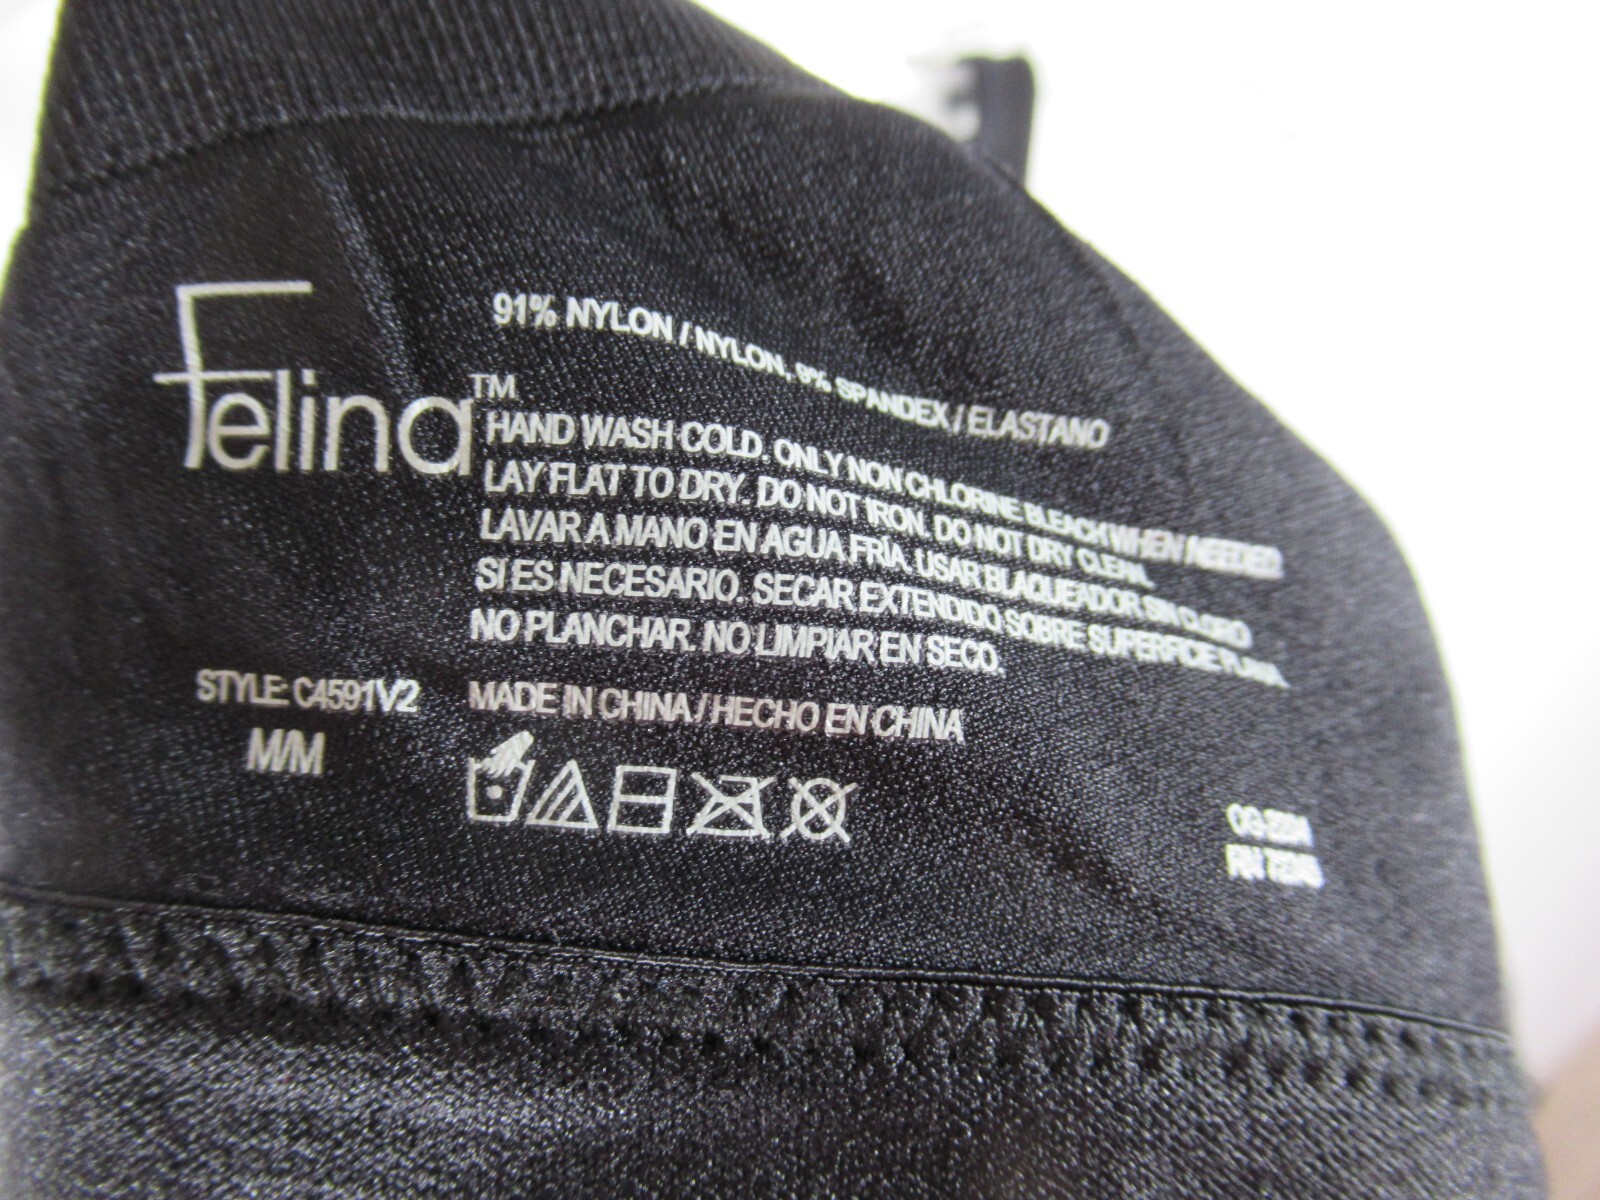 Felina™
91% NYLON / NYLON, 9% SPANDEX / ELASTANO
HAND WASH COLD. ONLY NON CHLORINE BLEACH WHEN NEEDED
LAY FLAT TO DRY. DO NOT IRON. DO NOT DRY CLEAN.
LAVAR A MANO EN AGUA FRÍA. USAR BLAQUEADOR SIN CLORO
SI ES NECESARIO. SECAR EXTENDIDO SOBRE SUPERFICIE PLANA.
NO PLANCHAR. NO LIMPIAR EN SECO.
STYLE: C4591V2
M/M
MADE IN CHINA / HECHO EN CHINA
RN